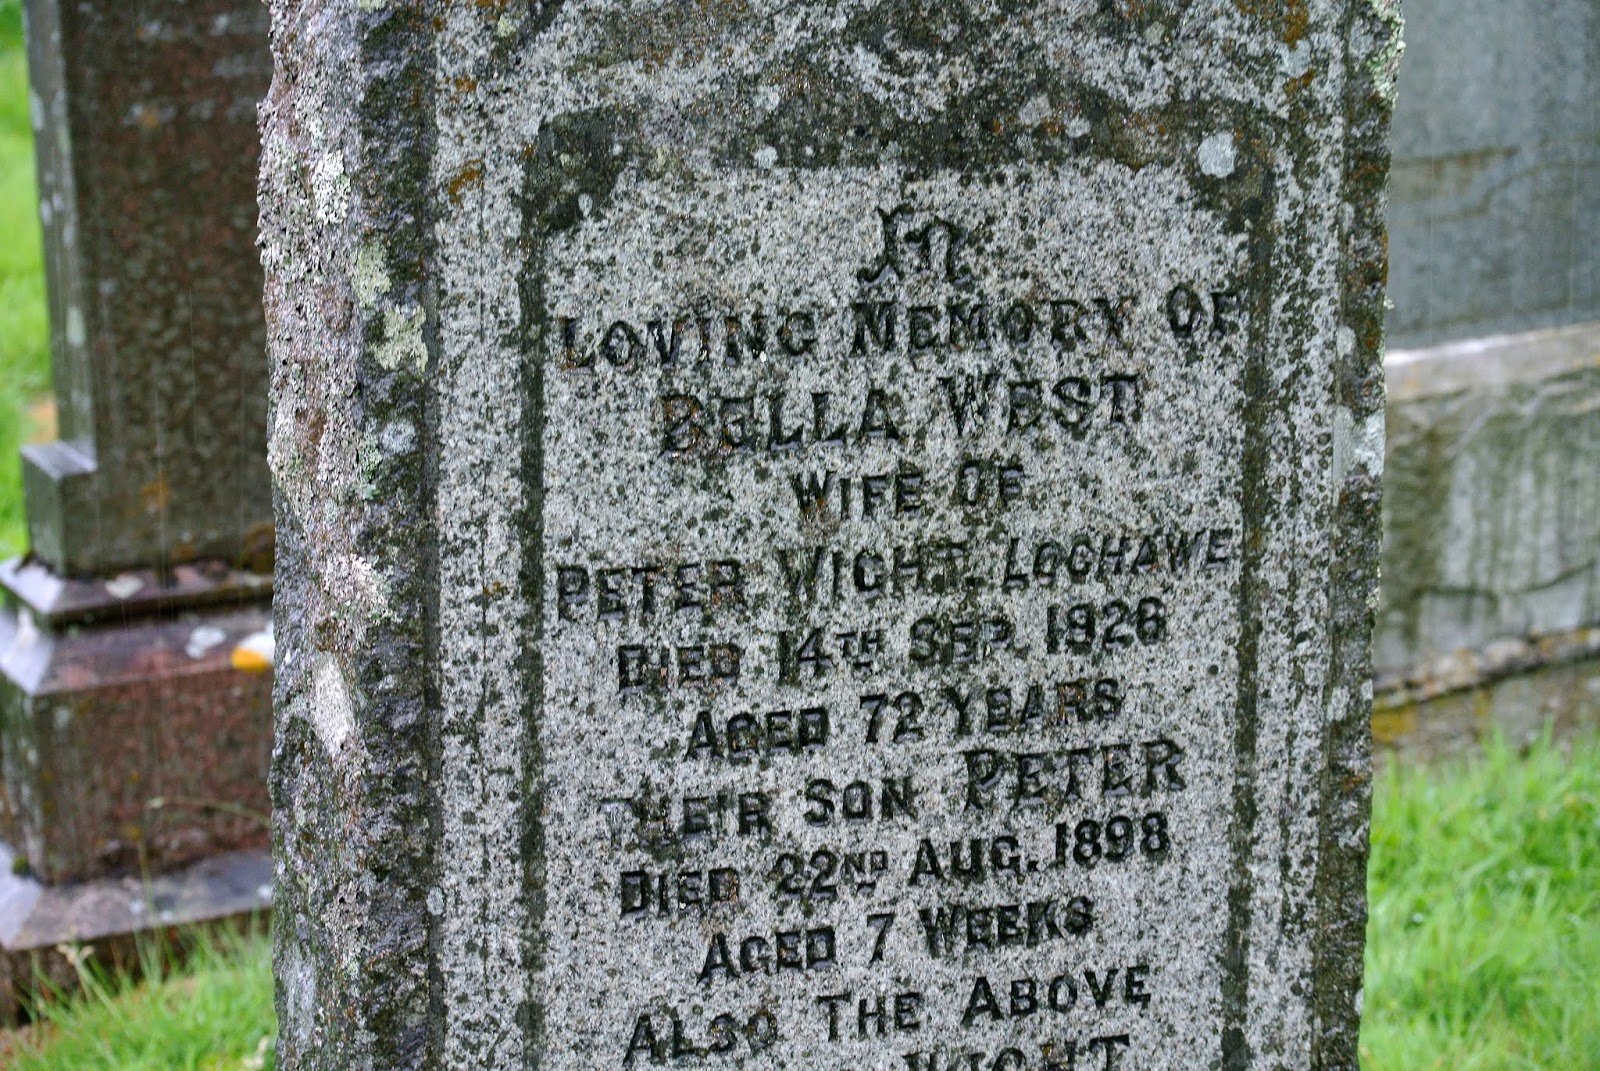 In
LOVING MEMORY OF
BELLA WEST
WIFE OF
PETER WIGHT, LOCHAWE
DIED 14TH SEP. 1926
AGED 72 YEARS
THEIR SON PETER
DIED 22ND AUG. 1898
AGED 7 WEEKS
ALSO THE ABOVE
WIGHT